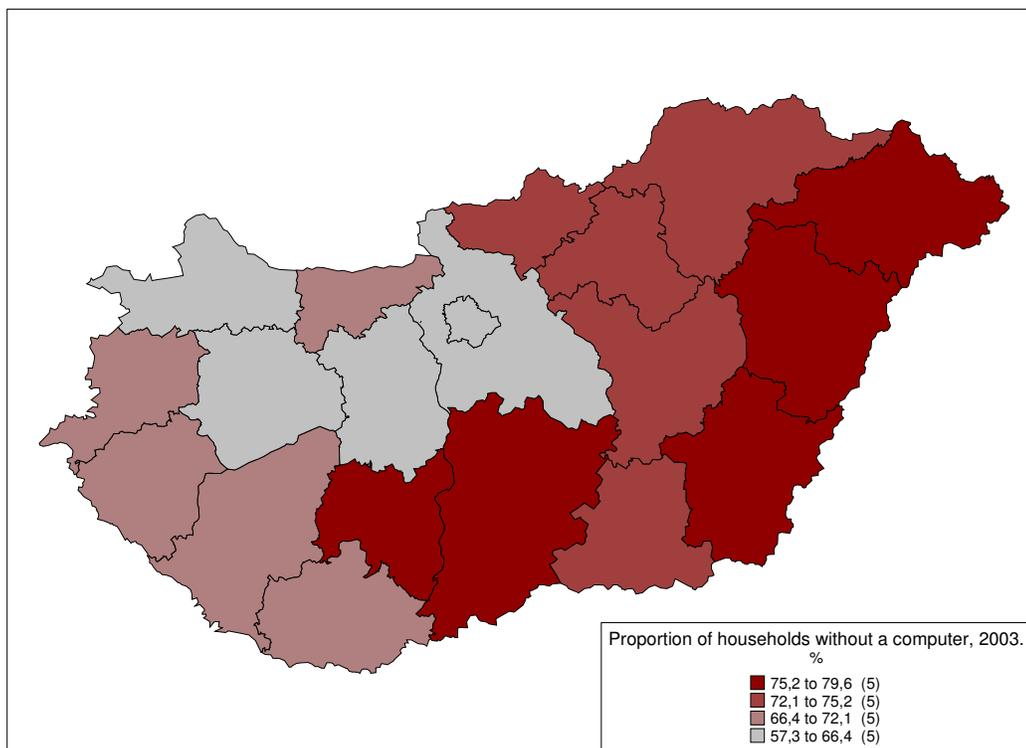 Proportion of households without a computer, 2003.
%
75,2 to 79,6 (5)
72,1 to 75,2 (5)
66,4 to 72,1 (5)
57,3 to 66,4 (5)